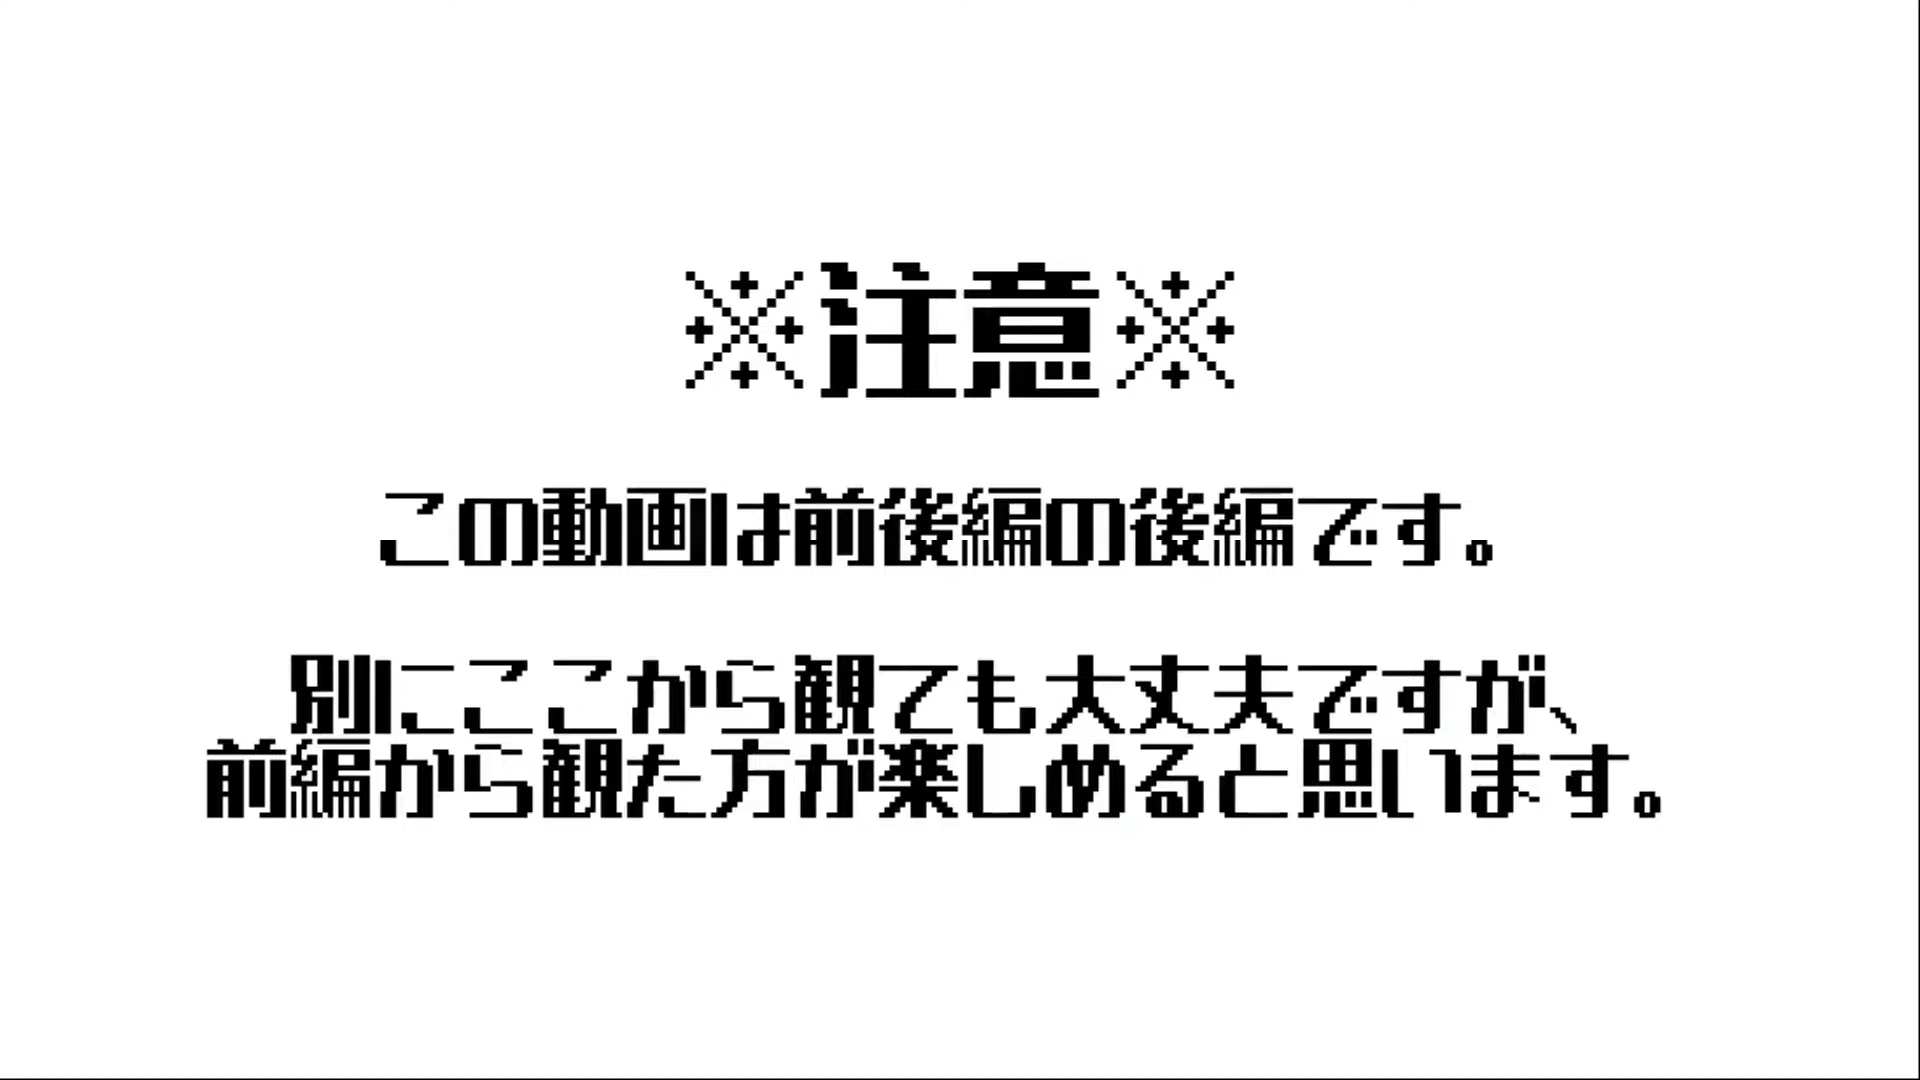 ※注意※
この動画は前後編の後編です。
別にここから観ても大丈夫ですが、
前編から観た方が楽しめると思います。